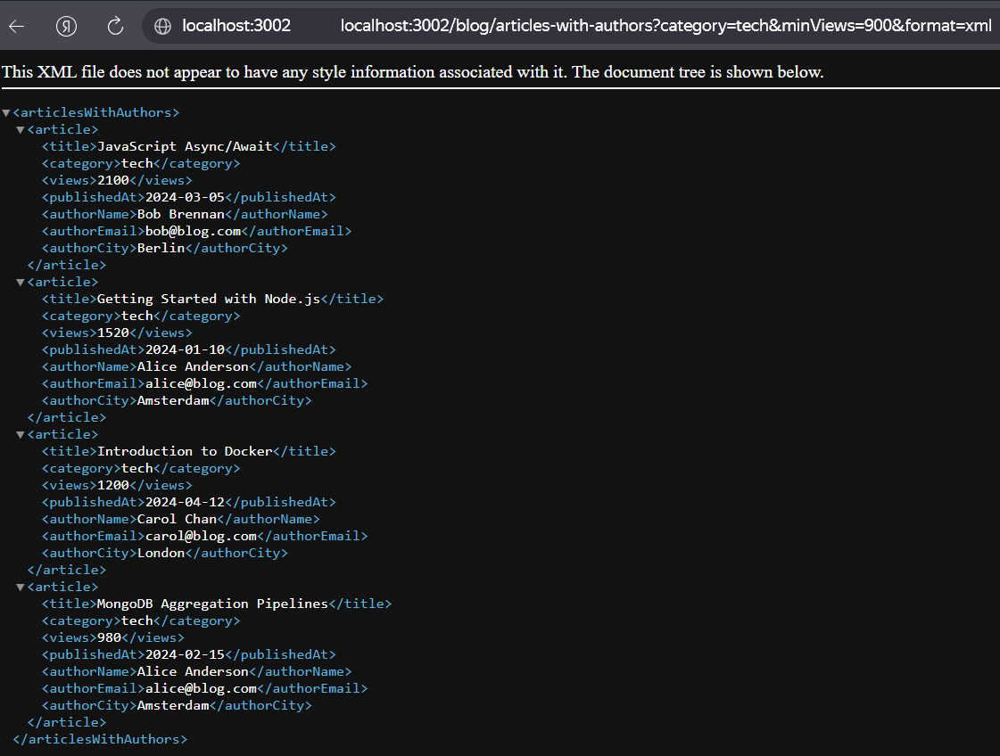 Я localhost:3002 localhost:3002/blog/articles-with-authors?category=tech&minViews=900&format=xml
This XML file does not appear to have any style information associated with it. The document tree is shown below.
<articlesWithAuthors>
<article>
<title>JavaScript Async/Await</title>
<category>tech</category>
<views>2100</views>
<publishedAt>2024-03-05</publishedAt>
<authorName>Bob Brennan</authorName>
<authorEmail>bob@blog.com</authorEmail>
<authorCity>Berlin</authorCity>
</article>
<article>
<title>Getting Started with Node.js</title>
<category>tech</category>
<views>1520</views>
<publishedAt>2024-01-10</publishedAt>
<authorName>Alice Anderson</authorName>
<authorEmail>alice@blog.com</authorEmail>
<authorCity>Amsterdam</authorCity>
</article>
<article>
<title>Introduction to Docker</title>
<category>tech</category>
<views>1200</views>
<publishedAt>2024-04-12</publishedAt>
<authorName>Carol Chan</authorName>
<authorEmail>carol@blog.com</authorEmail>
<authorCity>London</authorCity>
</article>
<article>
<title>MongoDB Aggregation Pipelines</title>
<category>tech</category>
<views>980</views>
<publishedAt>2024-02-15</publishedAt>
<authorName>Alice Anderson</authorName>
<authorEmail>alice@blog.com</authorEmail>
<authorCity>Amsterdam</authorCity>
</article>
</articlesWithAuthors>